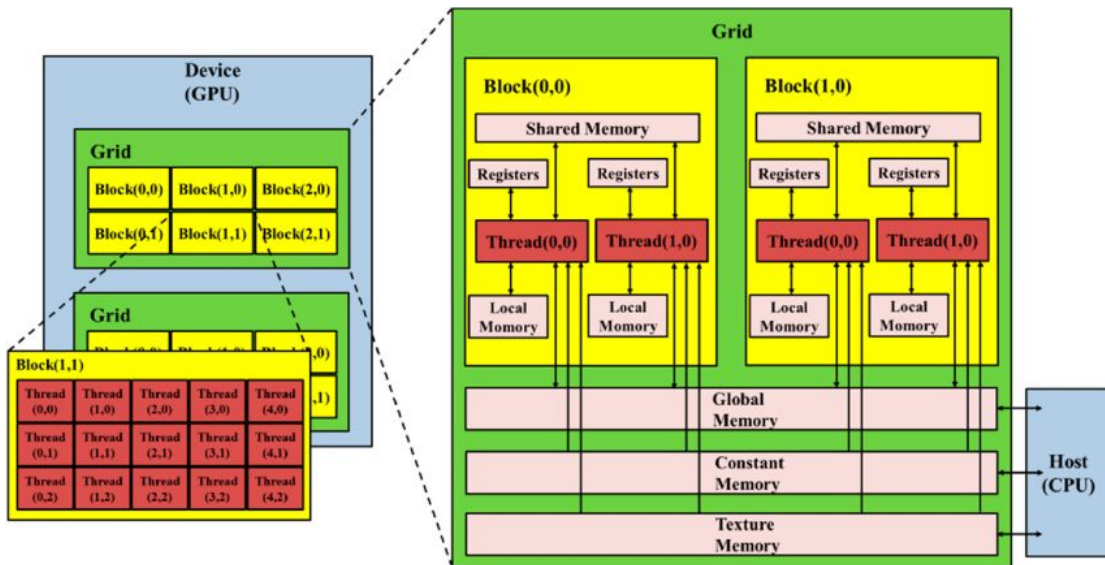 Device
(GPU)
Grid
Block(0,0) Block(1,0) Block(2,0)
Block(0,1) Block(1,1) Block(2,1)
Grid
Block(1,1)
Thread (0,0) Thread (1,0) Thread (2,0) Thread (3,0) Thread (4,0)
Thread (0,1) Thread (1,1) Thread (2,1) Thread (3,1) Thread (4,1)
Thread (0,2) Thread (1,2) Thread (2,2) Thread (3,2) Thread (4,2)
Grid
Block(0,0)
Shared Memory
Registers Registers
Thread(0,0) Thread(1,0)
Local Local
Momory Momory
Block(1,0)
Shared Memory
Registers Registers
Thread(0,0) Thread(1,0)
Local Local
Momory Momory
Global
Memory
Constant
Memory
Texture
Memory
Host
(CPU)